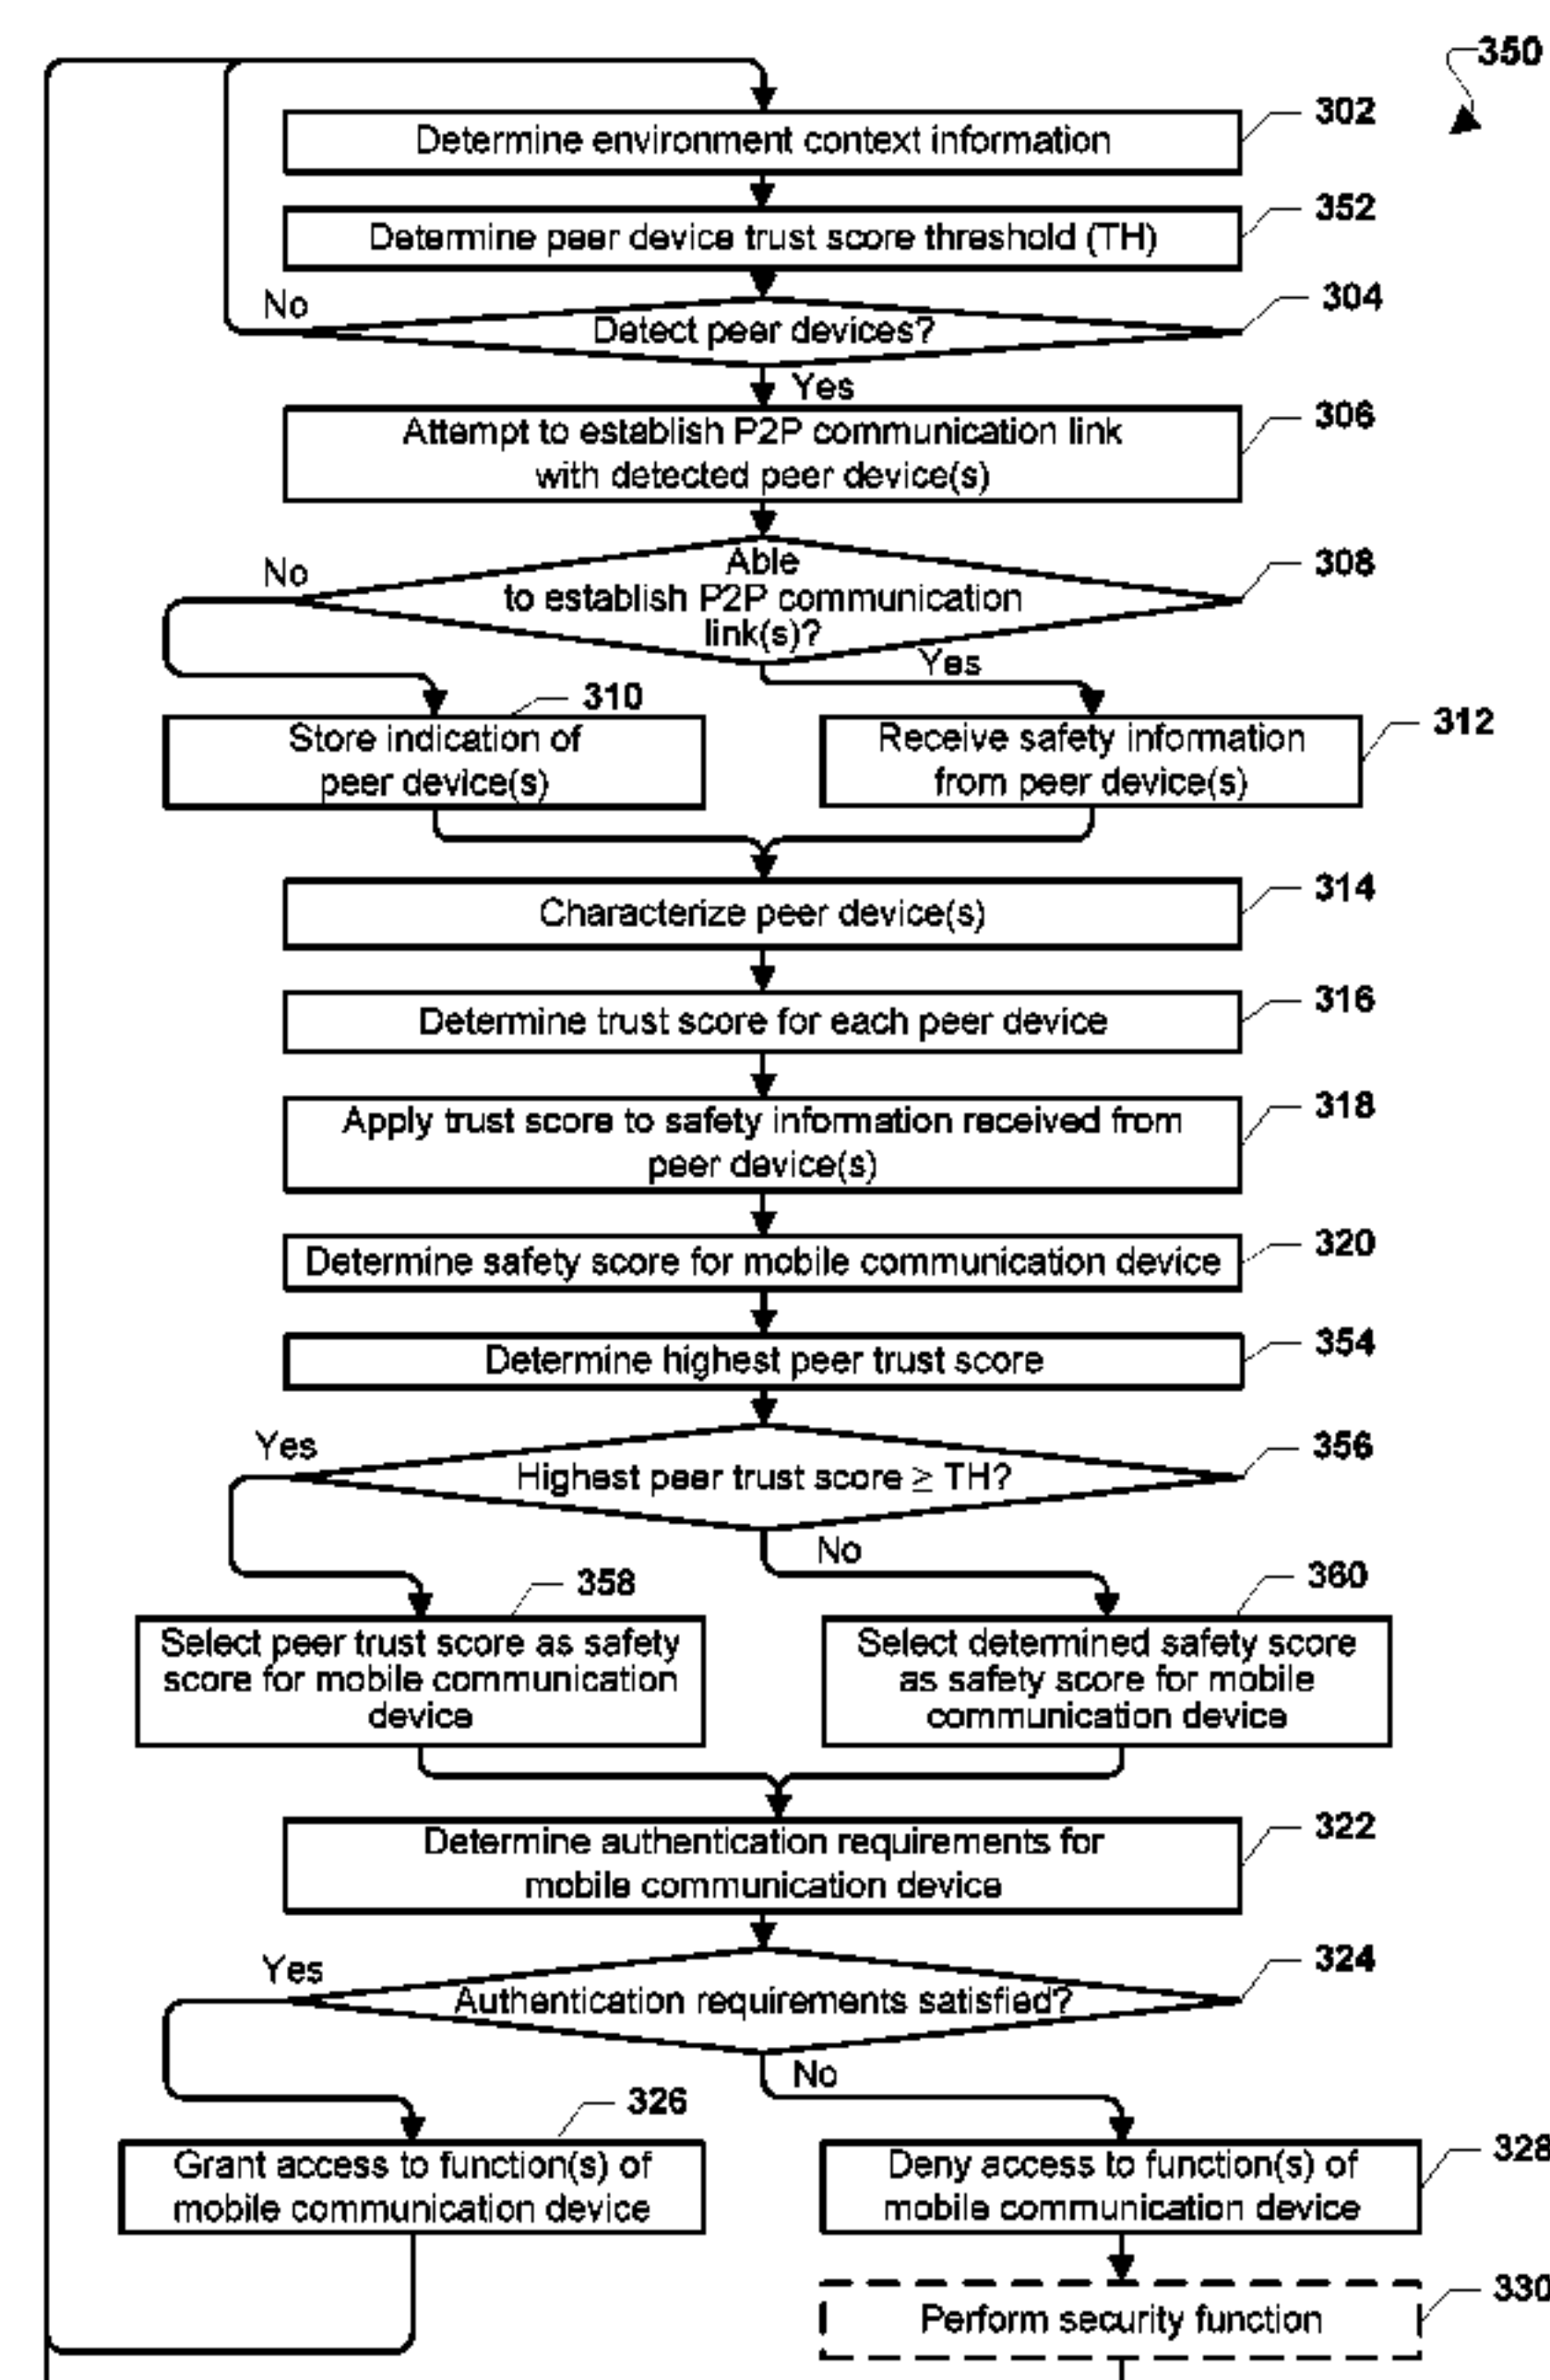 350
302
Determine environment context information
352
Determine peer device trust score threshold (TH)
304
No
Detect peer devices?
Yes
306
Attempt to establish P2P communication link
with detected peer device(s)
308
No
Able
to establish P2P communication
link(s)?
Yes
310
Store indication of
peer device(s)
312
Receive safety information
from peer device(s)
314
Characterize peer device(s)
316
Determine trust score for each peer device
318
Apply trust score to safety information received from
peer device(s)
320
Determine safety score for mobile communication device
354
Determine highest peer trust score
356
Yes
Highest peer trust score ≥ TH?
No
358
Select peer trust score as safety
score for mobile communication
device
360
Select determined safety score
as safety score for mobile
communication device
322
Determine authentication requirements for
mobile communication device
324
Yes
Authentication requirements satisfied?
No
326
Grant access to function(s) of
mobile communication device
328
Deny access to function(s) of
mobile communication device
330
Perform security function